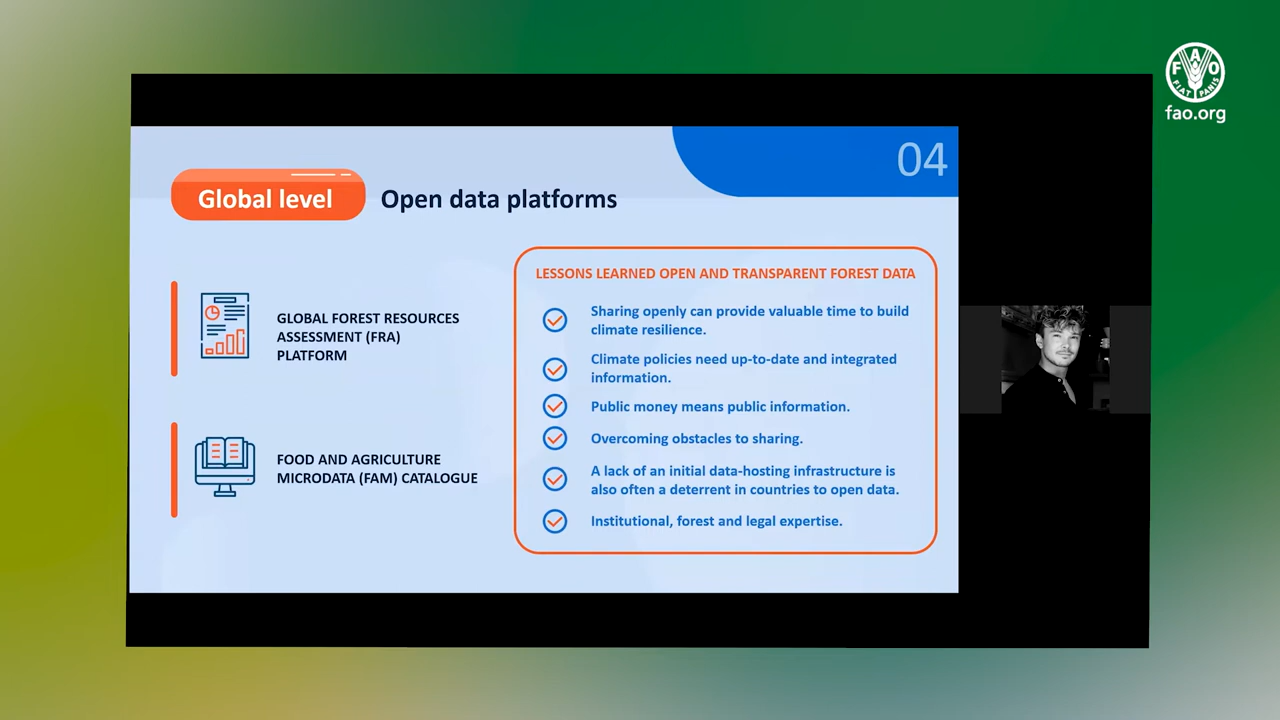 FAO
FIAT PANIS
fao.org
04
Global level
Open data platforms
GLOBAL FOREST RESOURCES
ASSESSMENT (FRA)
PLATFORM
FOOD AND AGRICULTURE
MICRODATA (FAM) CATALOGUE
LESSONS LEARNED OPEN AND TRANSPARENT FOREST DATA
Sharing openly can provide valuable time to build
climate resilience.
Climate policies need up-to-date and integrated
information.
Public money means public information.
Overcoming obstacles to sharing.
A lack of an initial data-hosting infrastructure is
also often a deterrent in countries to open data.
Institutional, forest and legal expertise.